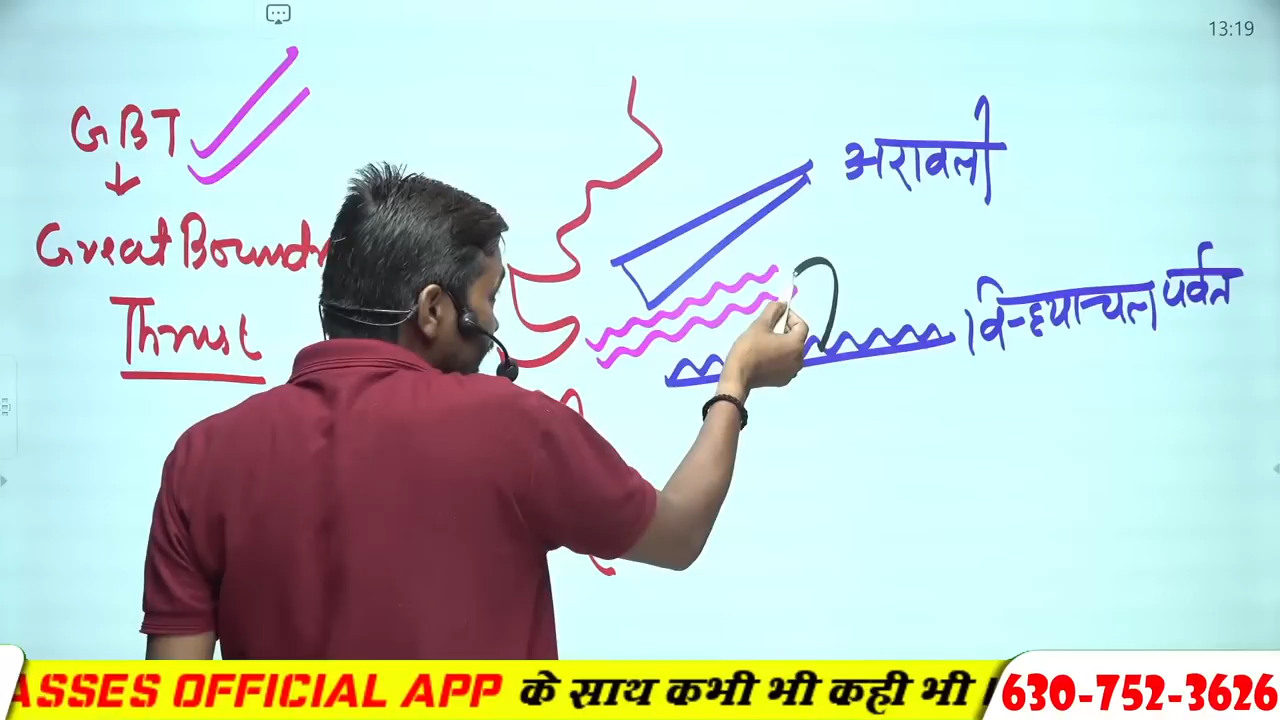 13:19
GBT
अरावली
Great Bound
विन्ध्याचल पर्वत
Thrust
ASSES OFFICIAL APP के साथ कभी भी कही भी
630-752-3626